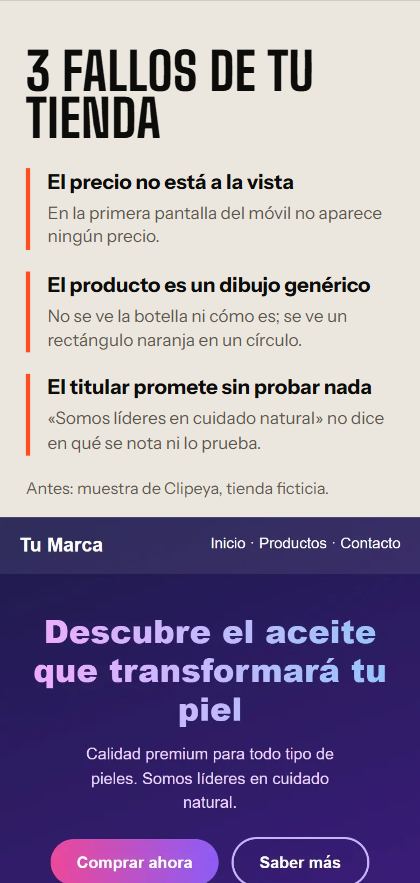 3 FALLOS DE TU
TIENDA
El precio no está a la vista
En la primera pantalla del móvil no aparece
ningún precio.
El producto es un dibujo genérico
No se ve la botella ni cómo es; se ve un
rectángulo naranja en un círculo.
El titular promete sin probar nada
«Somos líderes en cuidado natural» no dice
en qué se nota ni lo prueba.
Antes: muestra de Clipeya, tienda ficticia.
Tu Marca
Inicio · Productos · Contacto
Descubre el aceite
que transformará tu
piel
Calidad premium para todo tipo de
pieles. Somos líderes en cuidado
natural.
Comprar ahora
Saber más